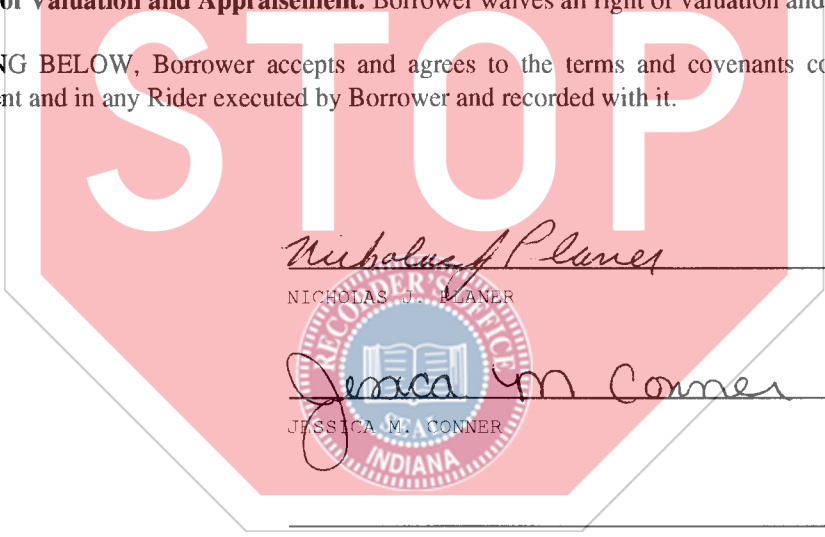 of Valuation and Appraisement. Borrower waives all right of valuation and
NG BELOW, Borrower accepts and agrees to the terms and covenants co
nt and in any Rider executed by Borrower and recorded with it.
STOP
Nicholas J Planer
NICHOLAS J. PLANER
RECORDER'S OFFICE
Jessica M Conner
JESSICA M. CONNER
SEAL
INDIANA